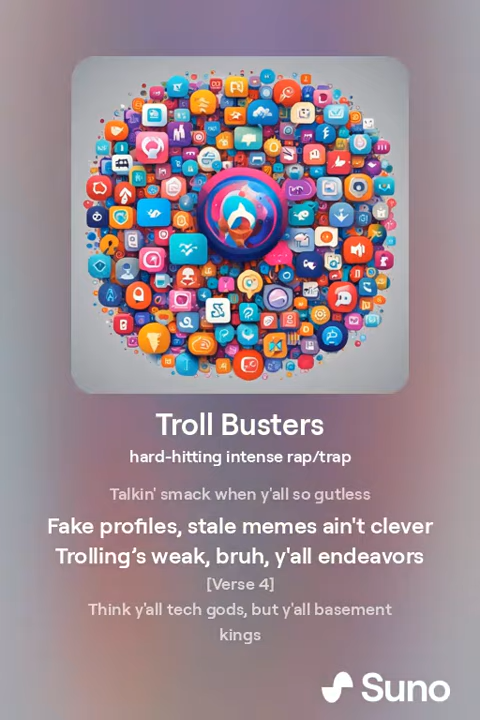 Troll Busters
hard-hitting intense rap/trap
Talkin' smack when y'all so gutless
Fake profiles, stale memes ain't clever
Trolling’s weak, bruh, y'all endeavors
[Verse 4]
Think y'all tech gods, but y'all basement
kings
Suno